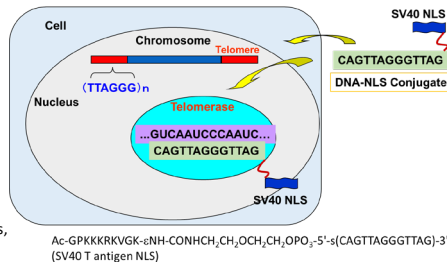 Cell
Chromosome
Telomere
(TTAGGG)n
Nucleus
Telomerase
...GUCAAUCCCAAUC...
CAGTTAGGGTTAG
SV40 NLS
SV40 NLS
CAGTTAGGGTTAG
DNA-NLS Conjugate
s,
Ac-GPKKKRKVGK-εNH-CONHCH₂CH₂OCH₂CH₂OPO₃-5'-s(CAGTTAGGGTTAG)-3'
(SV40 T antigen NLS)